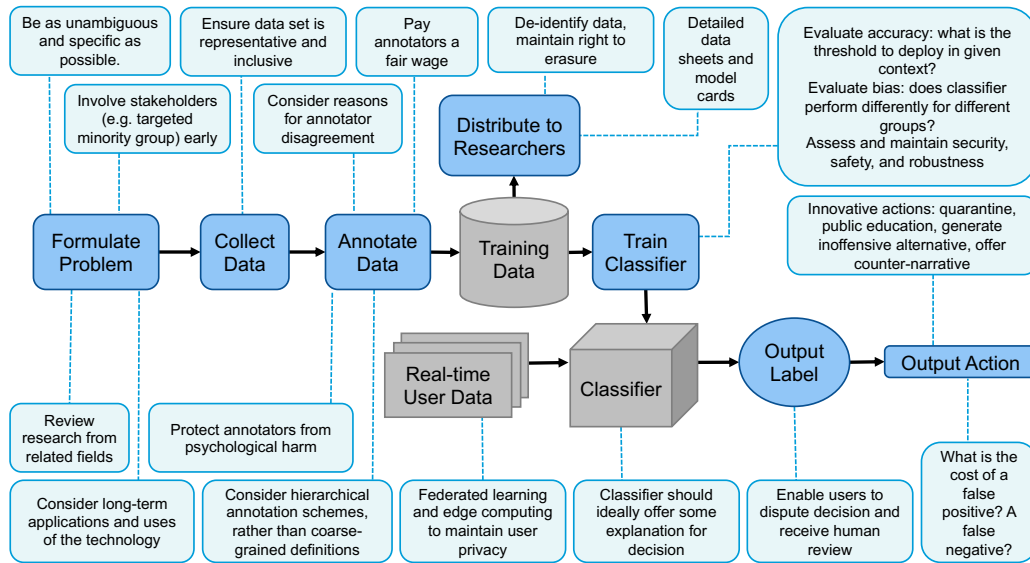 Be as unambiguous
and specific as
possible.
Ensure data set is
representative and
inclusive
Pay
annotators a
fair wage
De-identify data,
maintain right to
erasure
Detailed
data
sheets and
model
cards
Evaluate accuracy: what is the
threshold to deploy in given
context?
Evaluate bias: does classifier
perform differently for different
groups?
Assess and maintain security,
safety, and robustness
Involve stakeholders
(e.g. targeted
minority group) early
Consider reasons
for annotator
disagreement
Distribute to
Researchers
Innovative actions: quarantine,
public education, generate
inoffensive alternative, offer
counter-narrative
Formulate
Problem
Collect
Data
Annotate
Data
Training
Data
Train
Classifier
Real-time
User Data
Classifier
Output
Label
Output Action
Review
research from
related fields
Protect annotators from
psychological harm
Consider long-term
applications and uses
of the technology
Consider hierarchical
annotation schemes,
rather than coarse-
grained definitions
Federated learning
and edge computing
to maintain user
privacy
Classifier should
ideally offer some
explanation for
decision
Enable users to
dispute decision and
receive human
review
What is the
cost of a
false
positive? A
false
negative?